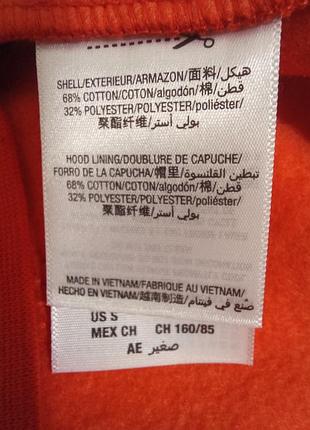 SHELL/EXTERIEUR/ARMAZON/面料/هيكل
68% COTTON/COTON/algodón/棉/قطن
32% POLYESTER/POLYESTER/poliéster/
聚酯纤维/بولي أستر
HOOD LINING/DOUBLURE DE CAPUCHE/
FORRO DE LA CAPUCHA/帽里/تبطين القلنسوة
68% COTTON/COTON/algodón/棉/قطن
32% POLYESTER/POLYESTER/poliéster/
聚酯纤维/بولي أستر
MADE IN VIETNAM/FABRIQUE AU VIETNAM/
HECHO EN VIETNAM/越南制造/صنع في فيتنام
US S
MEX CH CH 160/85
AE صغير